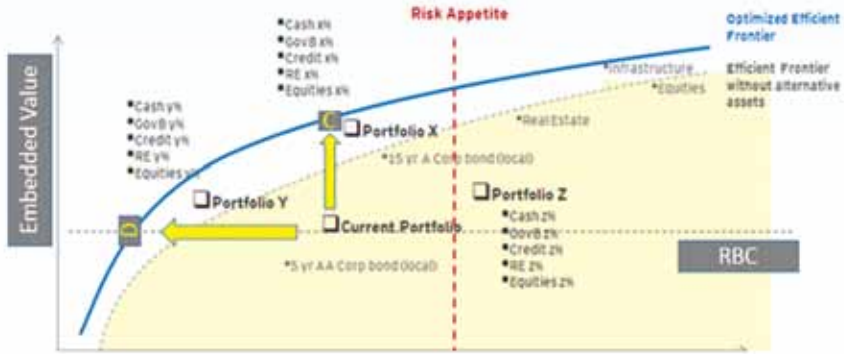 Risk Appetite
Optimized Efficient
Frontier
Efficient Frontier
without alternative
assets
Embedded Value
Cash x%
GovB x%
Credit x%
RE x%
Equities x%
Cash y%
GovB y%
Credit y%
RE y%
Equities y%
Infrastructure
Equities
RealEstate
C
Portfolio X
15 yr A Corp bond (local)
Portfolio Y
Portfolio Z
Cash z%
GovB z%
Credit z%
RE z%
Equities z%
D
Current Portfolio
RBC
5 yr AA Corp bond (local)